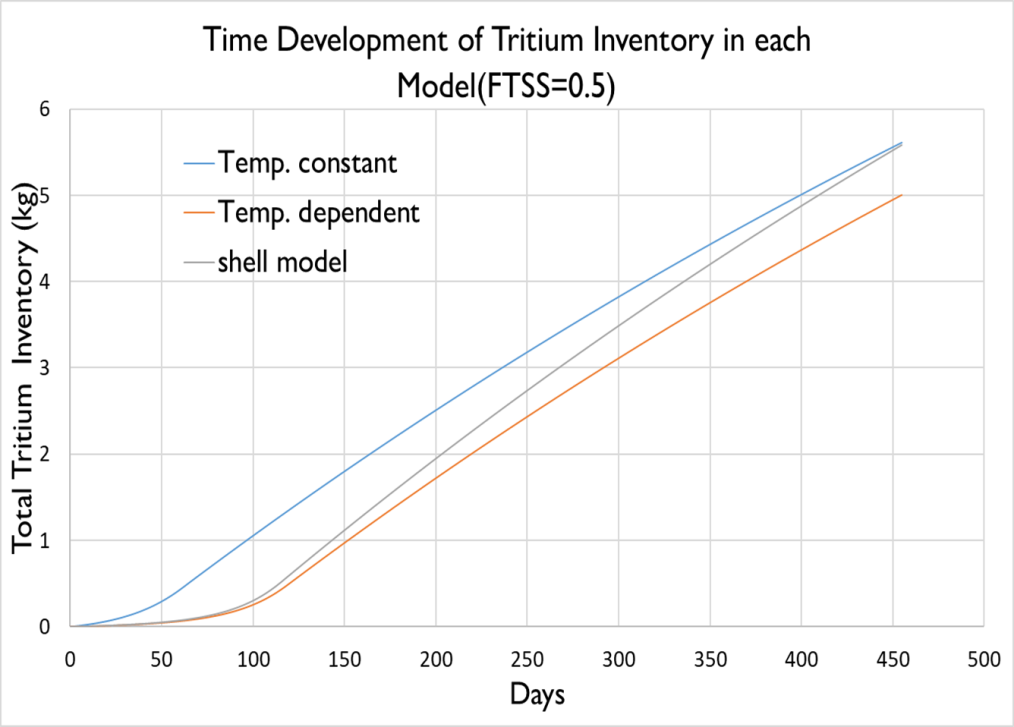 Time Development of Tritium Inventory in each
Model(FTSS=0.5)
6
5
4
3
2
1
0
Total Tritium Inventory (kg)
Temp. constant
Temp. dependent
shell model
0 50 100 150 200 250 300 350 400 450 500
Days